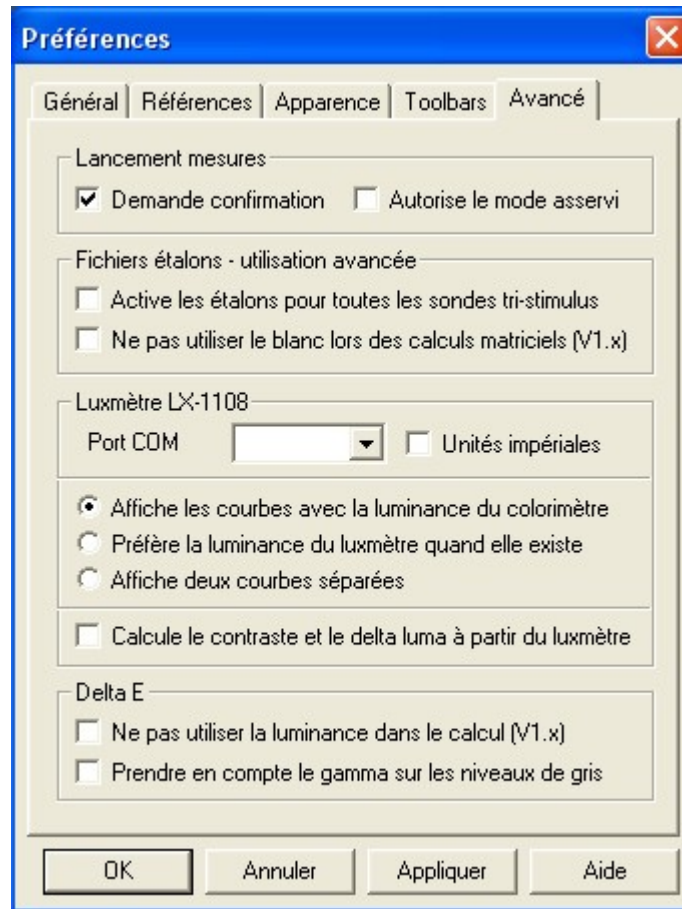 Préférences
Général Références Apparence Toolbars Avancé
Lancement mesures
Demande confirmation Autorise le mode asservi
Fichiers étalons - utilisation avancée
Active les étalons pour toutes les sondes tri-stimulus
Ne pas utiliser le blanc lors des calculs matriciels (V1.x)
Luxmètre LX-1108
Port COM Unités impériales
Affiche les courbes avec la luminance du colorimètre
Préfère la luminance du luxmètre quand elle existe
Affiche deux courbes séparées
Calcule le contraste et le delta luma à partir du luxmètre
Delta E
Ne pas utiliser la luminance dans le calcul (V1.x)
Prendre en compte le gamma sur les niveaux de gris
OK Annuler Appliquer Aide